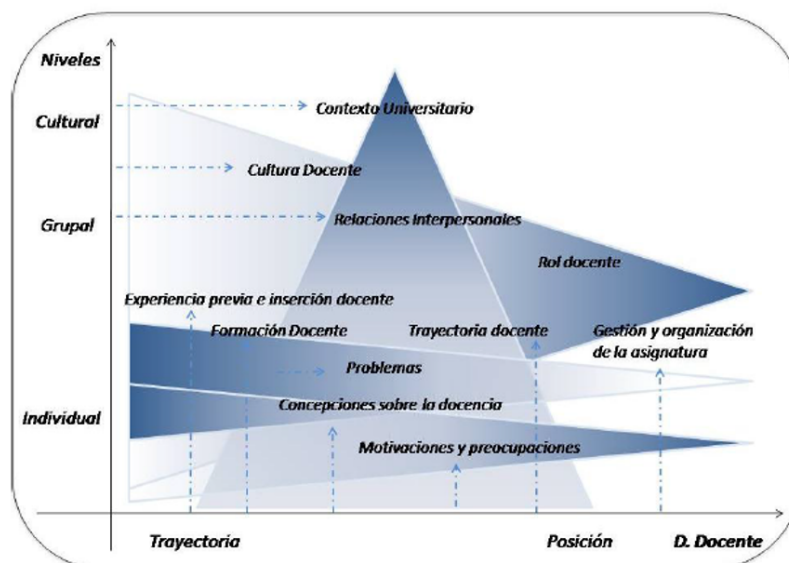 Niveles
Cultural
Contexto Universitario
Cultura Docente
Grupal
Relaciones Interpersonales
Rol docente
Experiencia previa e inserción docente
Formación Docente
Trayectoria docente
Gestión y organización
de la asignatura
Problemas
Individual
Concepciones sobre la docencia
Motivaciones y preocupaciones
Trayectoria
Posición
D. Docente